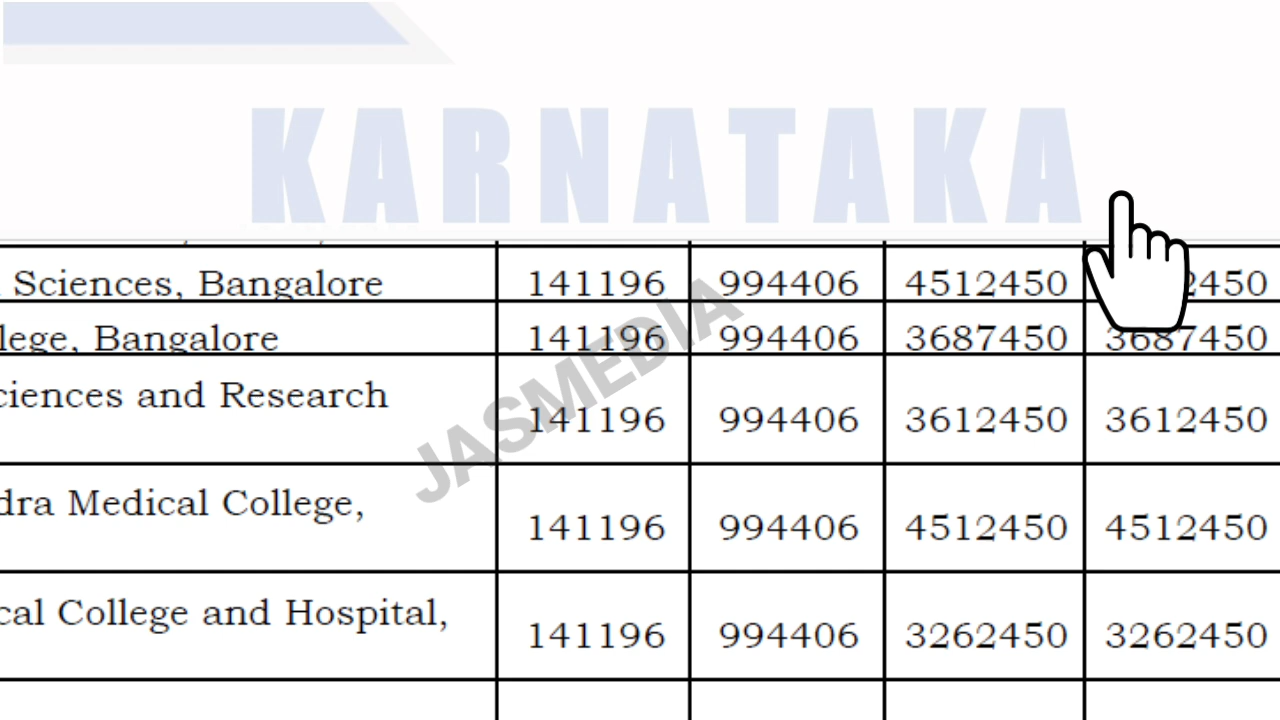 KARNATAKA
Sciences, Bangalore 141196 994406 4512450 2450
lege, Bangalore 141196 994406 3687450 3687450
ciences and Research
141196 994406 3612450 3612450
dra Medical College,
141196 994406 4512450 4512450
cal College and Hospital,
141196 994406 3262450 3262450
JASMEDIA